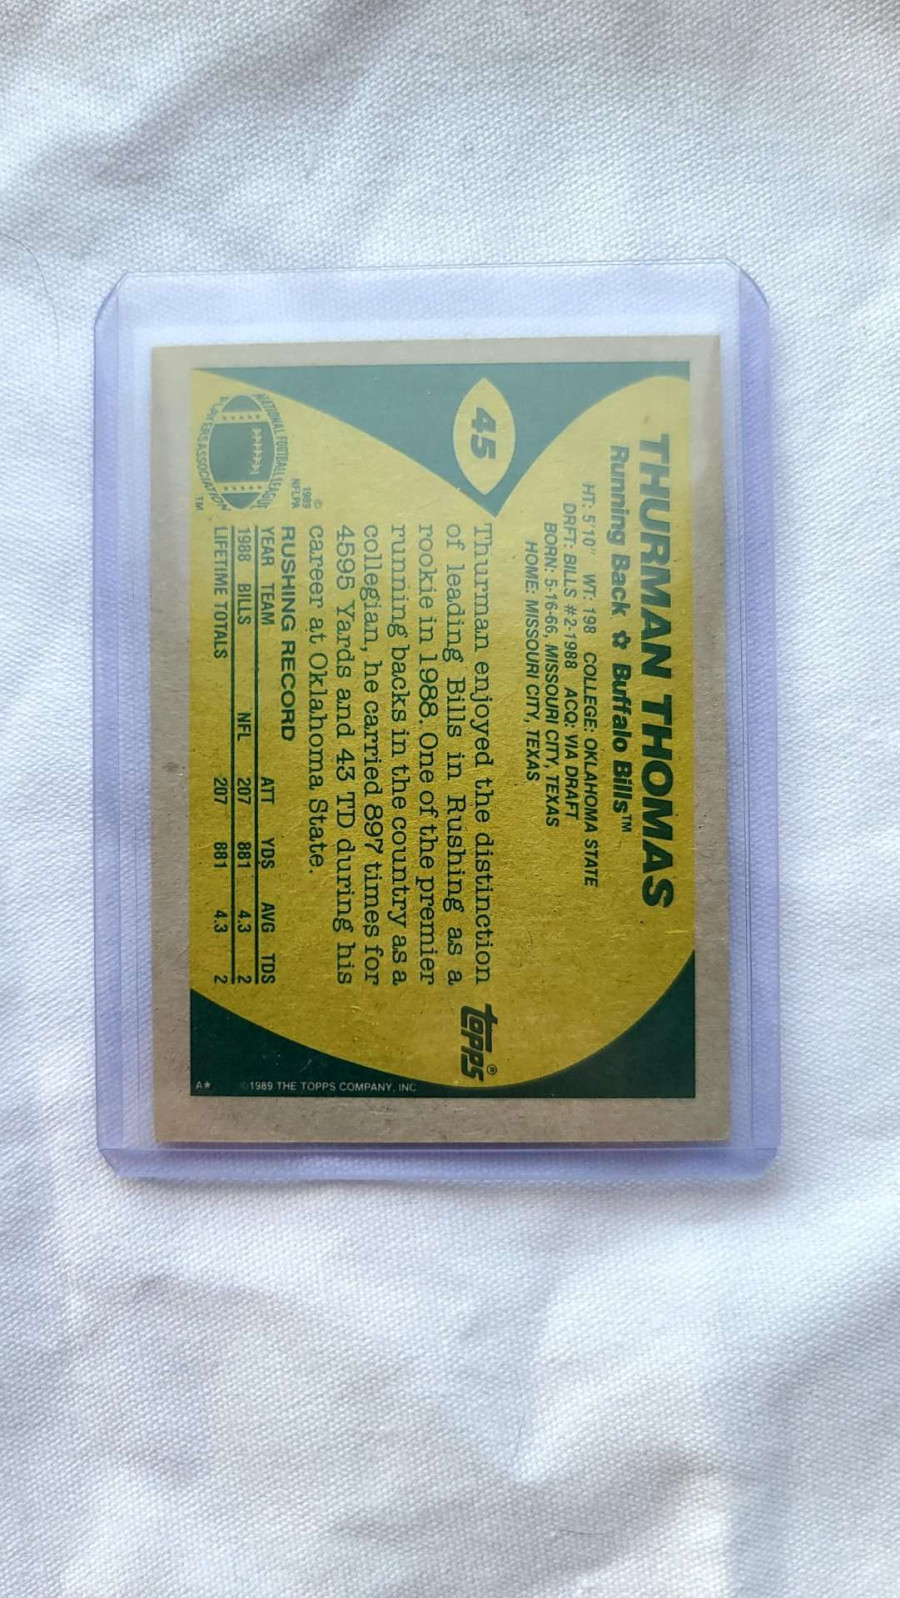 45
THURMAN THOMAS
Running Back ✿ Buffalo Bills™
HT: 5'10" WT: 198 COLLEGE: OKLAHOMA STATE
DRFT: BILLS #2-1988 ACQ: VIA DRAFT
BORN: 5-16-66, MISSOURI CITY, TEXAS
HOME: MISSOURI CITY, TEXAS
Thurman enjoyed the distinction
of leading Bills in Rushing as a
rookie in 1988. One of the premier
running backs in the country as a
collegian, he carried 897 times for
4595 Yards and 43 TD during his
career at Oklahoma State.
topps®
NATIONAL FOOTBALL LEAGUE
PLAYERS ASSOCIATION
TM
©
1989
NFLPA
RUSHING RECORD
YEAR TEAM ATT YDS AVG TDS
1988 BILLS NFL 207 881 4.3 2
LIFETIME TOTALS 207 881 4.3 2
A* ©1989 THE TOPPS COMPANY, INC.